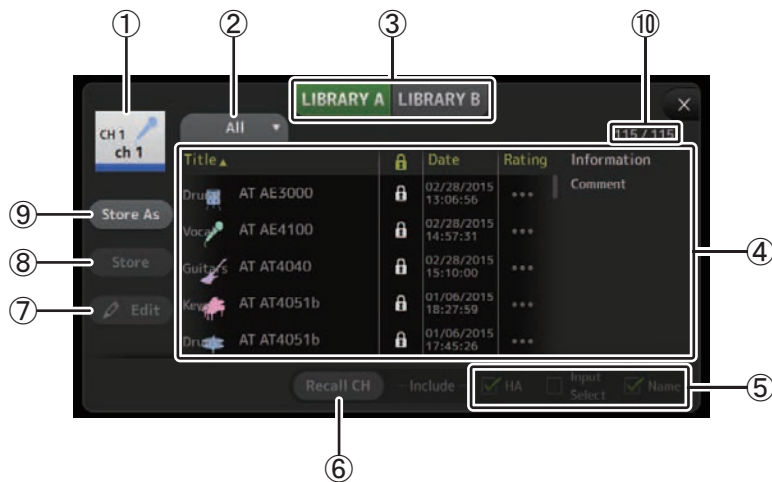 ① ② ③ ⑩
LIBRARY A LIBRARY B
CH 1
ch 1
All
115 / 115
Title Date Rating Information
Drums AT AE3000 02/28/2015 13:06:56 Comment
Vocal AT AE4100 02/28/2015 14:57:31
Guitars AT AT4040 02/28/2015 15:10:00
AT AT4051b 01/06/2015 18:27:59
AT AT4051b 01/06/2015 17:45:26
⑨ Store As
⑧ Store
⑦ Edit
④
Recall CH Include HA Input Select Name
⑤
⑥